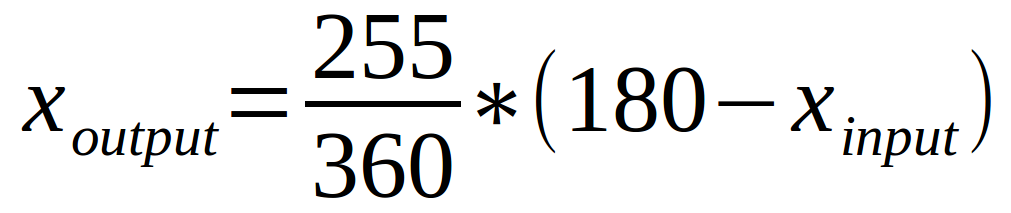 x_output = 255/360 * (180 − x_input)